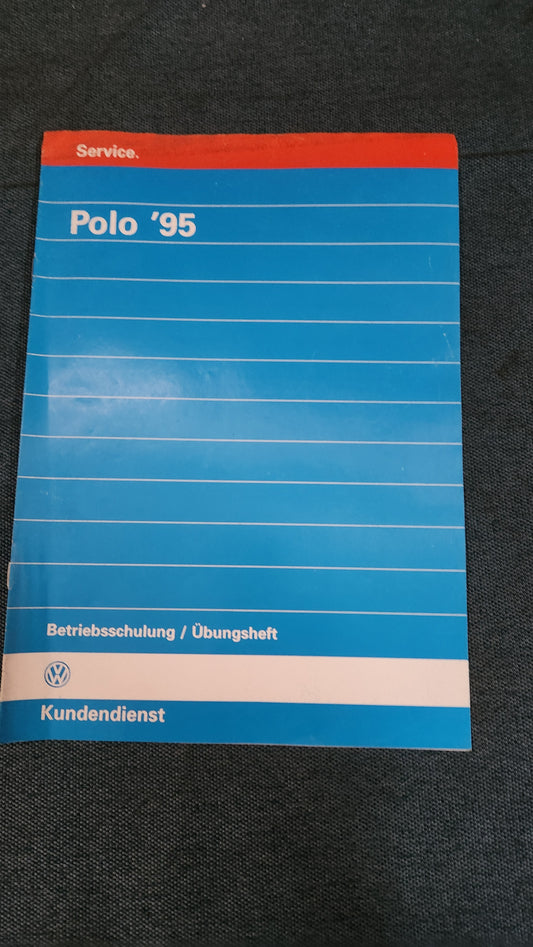 Service.
Polo '95
Betriebsschulung / Übungsheft
VW
Kundendienst